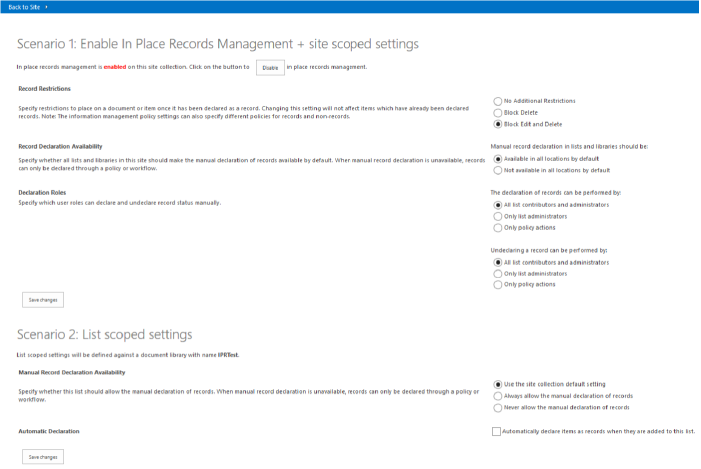 Back to Site
Scenario 1: Enable In Place Records Management + site scoped settings
In place records management is enabled on this site collection. Click on the button to Disable in place records management.
Record Restrictions
Specify restrictions to place on a document or item once it has been declared as a record. Changing this setting will not affect items which have already been declared
records. Note: The information management policy settings can also specify different policies for records and non-records.
No Additional Restrictions
Block Delete
Block Edit and Delete
Record Declaration Availability
Specify whether all lists and libraries in this site should make the manual declaration of records available by default. When manual record declaration is unavailable, records
can only be declared through a policy or workflow.
Manual record declaration in lists and libraries should be:
Available in all locations by default
Not available in all locations by default
Declaration Roles
Specify which user roles can declare and undeclare record status manually.
The declaration of records can be performed by:
All list contributors and administrators
Only list administrators
Only policy actions
Undeclaring a record can be performed by:
All list contributors and administrators
Only list administrators
Only policy actions
Save changes
Scenario 2: List scoped settings
List scoped settings will be defined against a document library with name IPRTest.
Manual Record Declaration Availability
Specify whether this list should allow the manual declaration of records. When manual record declaration is unavailable, records can only be declared through a policy or
workflow.
Use the site collection default setting
Always allow the manual declaration of records
Never allow the manual declaration of records
Automatic Declaration
Automatically declare items as records when they are added to this list.
Save changes